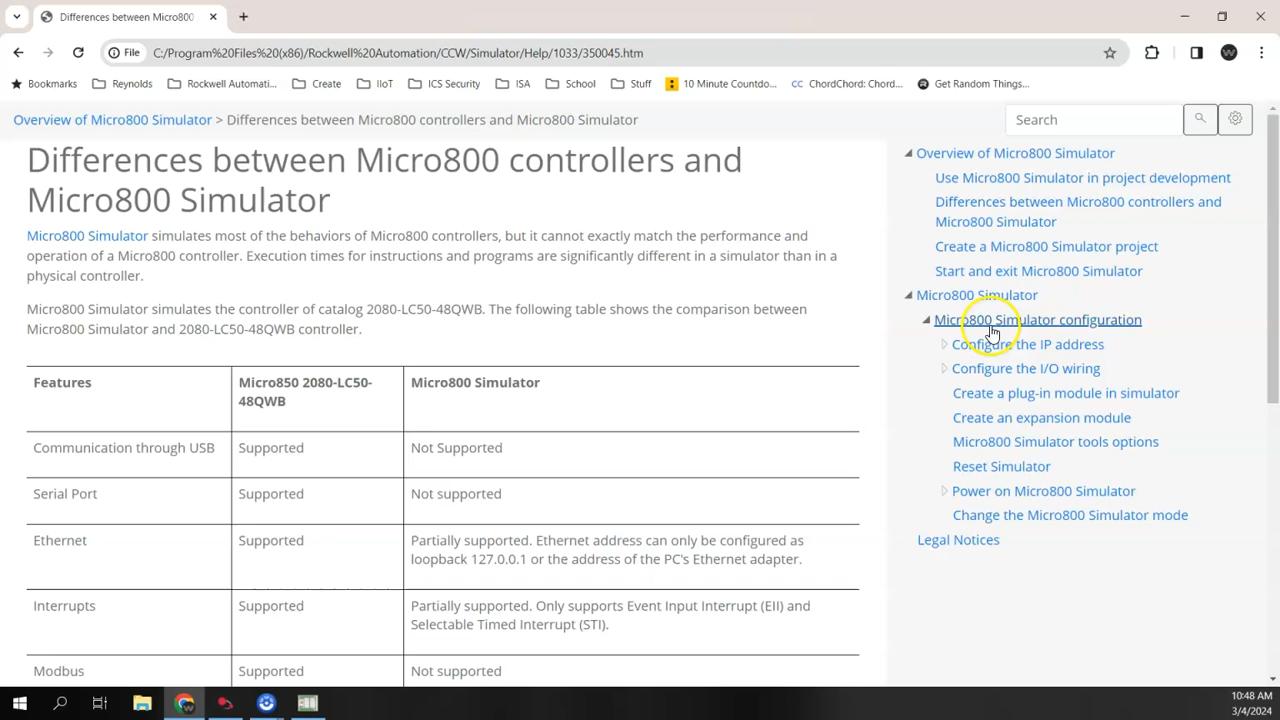 Differences between Micro800
File
C:/Program%20Files%20(x86)/Rockwell%20Automation/CCW/Simulator/Help/1033/350045.htm
Bookmarks
Reynolds
Rockwell Automati...
Create
IIoT
ICS Security
ISA
School
Stuff
10 Minute Countdo...
CC ChordChord: Chord...
Get Random Things...
Overview of Micro800 Simulator > Differences between Micro800 controllers and Micro800 Simulator
Search
Differences between Micro800 controllers and
Micro800 Simulator
Micro800 Simulator simulates most of the behaviors of Micro800 controllers, but it cannot exactly match the performance and
operation of a Micro800 controller. Execution times for instructions and programs are significantly different in a simulator than in a
physical controller.
Micro800 Simulator simulates the controller of catalog 2080-LC50-48QWB. The following table shows the comparison between
Micro800 Simulator and 2080-LC50-48QWB controller.
Features
Micro850 2080-LC50-
48QWB
Micro800 Simulator
Communication through USB
Supported
Not Supported
Serial Port
Supported
Not supported
Ethernet
Supported
Partially supported. Ethernet address can only be configured as
loopback 127.0.0.1 or the address of the PC's Ethernet adapter.
Interrupts
Supported
Partially supported. Only supports Event Input Interrupt (EII) and
Selectable Timed Interrupt (STI).
Modbus
Supported
Not supported
Overview of Micro800 Simulator
Use Micro800 Simulator in project development
Differences between Micro800 controllers and
Micro800 Simulator
Create a Micro800 Simulator project
Start and exit Micro800 Simulator
Micro800 Simulator
Micro800 Simulator configuration
Configure the IP address
Configure the I/O wiring
Create a plug-in module in simulator
Create an expansion module
Micro800 Simulator tools options
Reset Simulator
Power on Micro800 Simulator
Change the Micro800 Simulator mode
Legal Notices
10:48 AM
3/4/2024